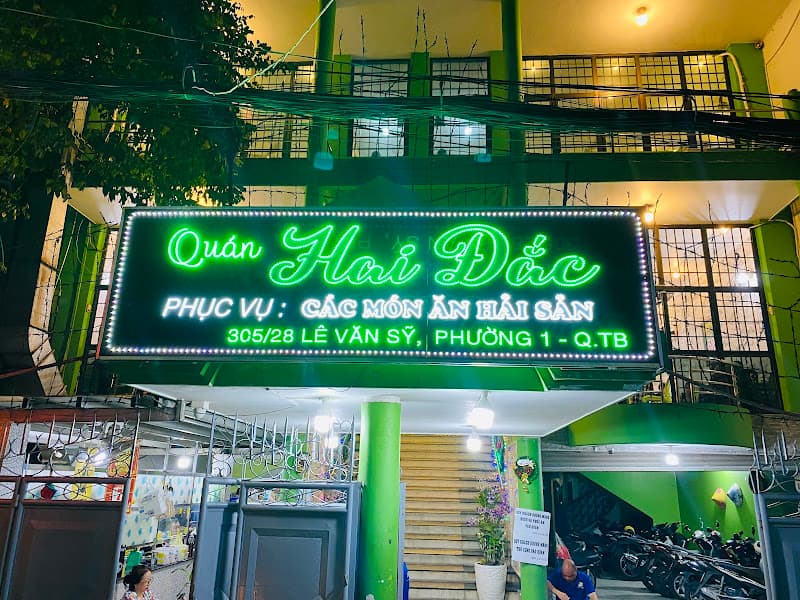 Quán Hai Đắc
PHỤC VỤ : CÁC MÓN ĂN HẢI SẢN
305/28 LÊ VĂN SỸ, PHƯỜNG 1 - Q.TB